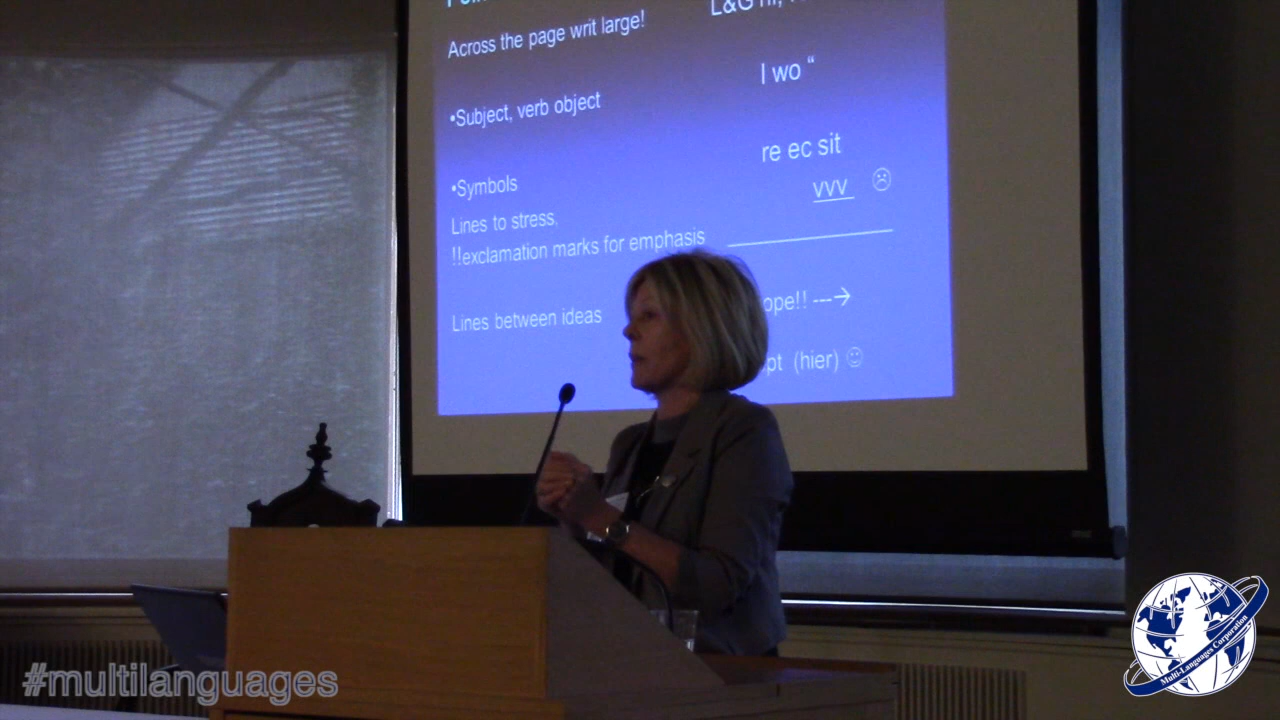 Across the page writ large!
L&G
I wo “
•Subject, verb object
re ec sit
•Symbols
VVV ☹
Lines to stress,
!!exclamation marks for emphasis
Lines between ideas
ope!! ---→
pt (hier) ☺
#multilanguages
Multi-Languages Corporation